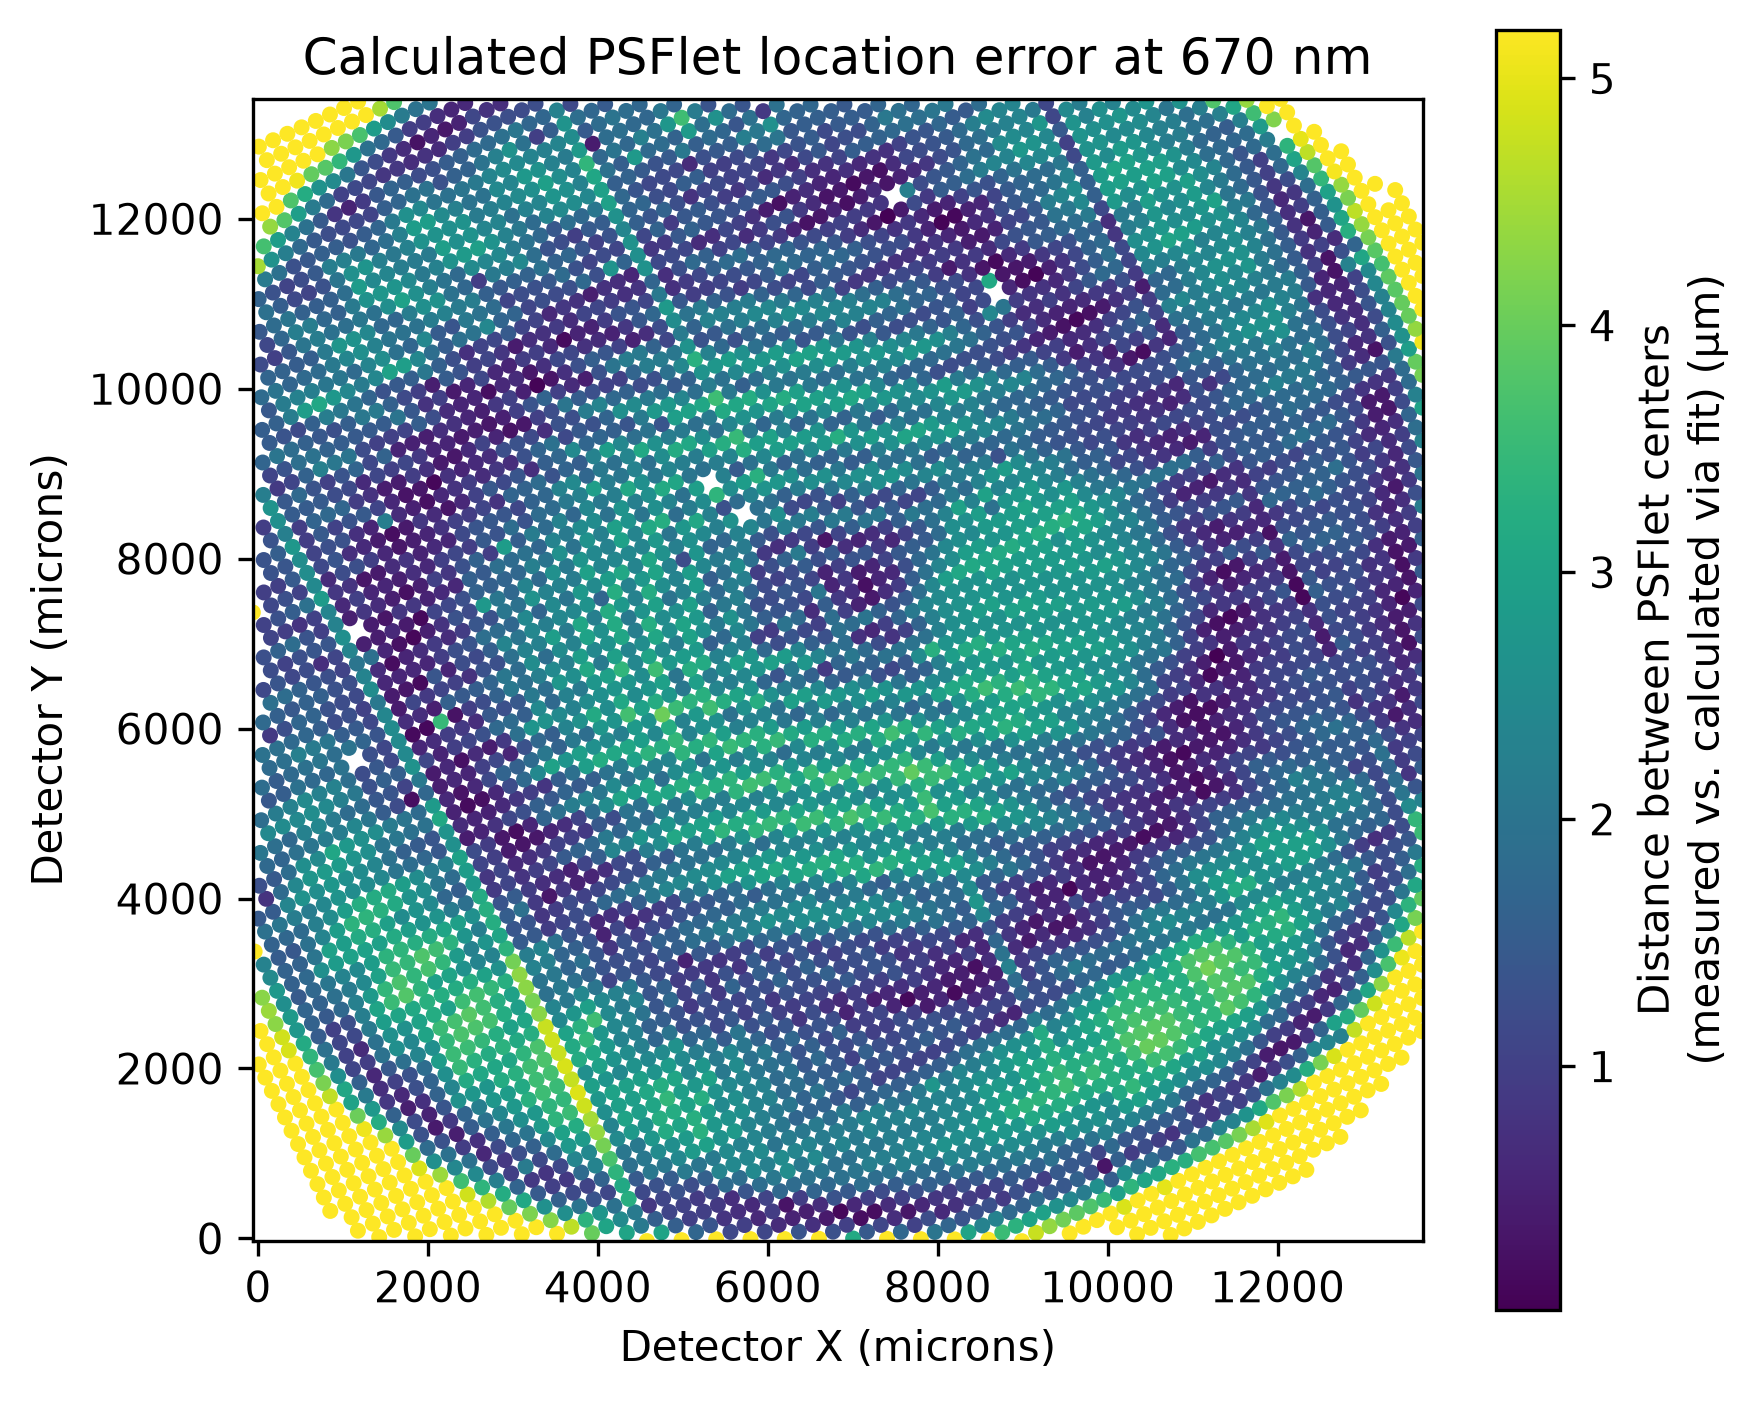 Calculated PSFlet location error at 670 nm
12000
10000
8000
6000
4000
2000
0
Detector Y (microns)
0 2000 4000 6000 8000 10000 12000
Detector X (microns)
5
4
3
2
1
Distance between PSFlet centers
(measured vs. calculated via fit) (μm)